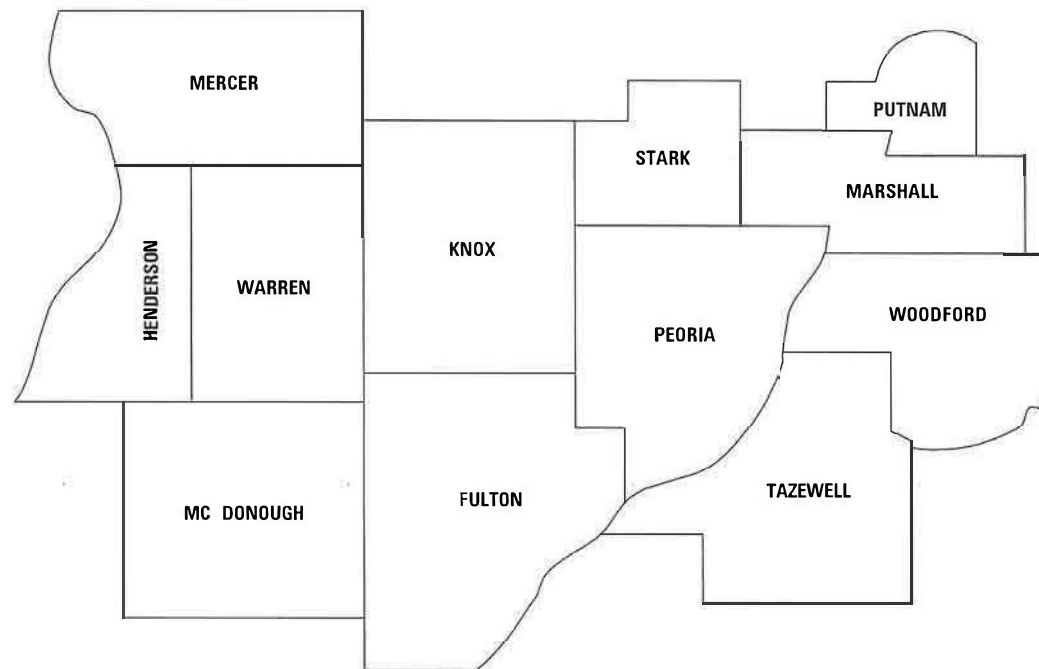 MERCER
PUTNAM
STARK
MARSHALL
HENDERSON
WARREN
KNOX
PEORIA
WOODFORD
MC DONOUGH
FULTON
TAZEWELL